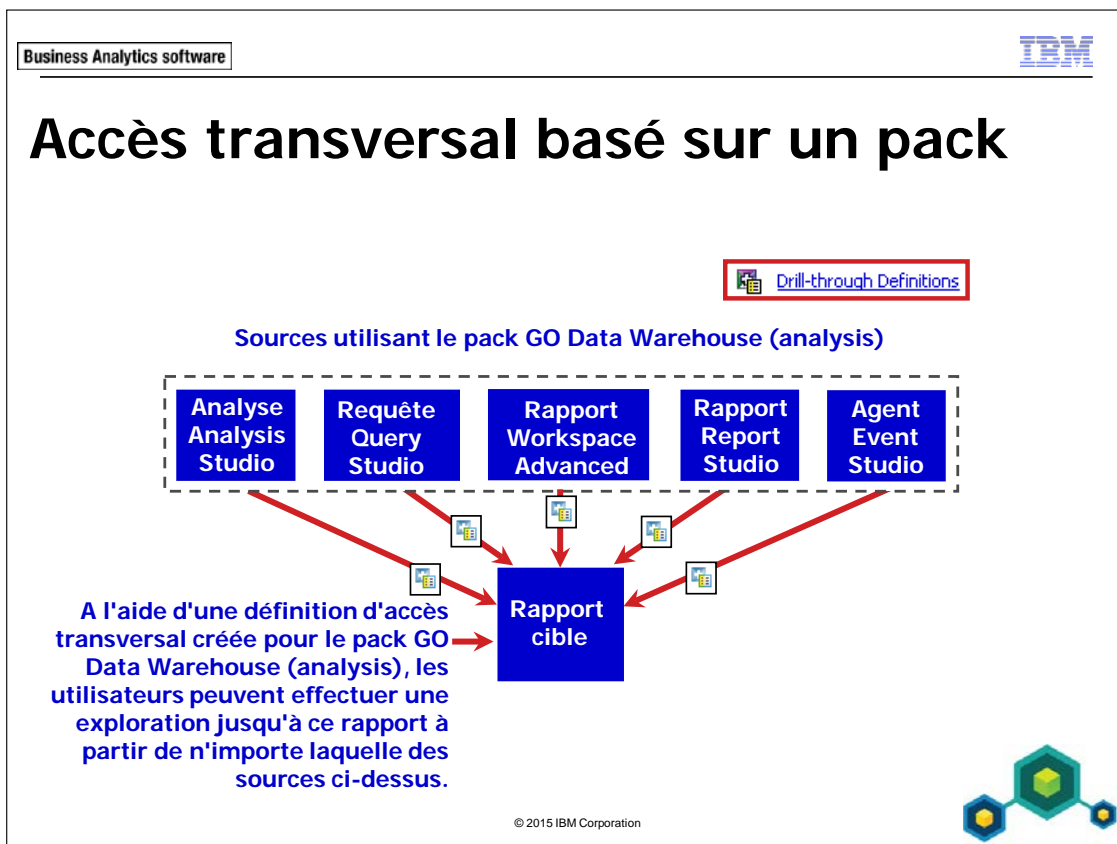 Business Analytics software
IBM
Accès transversal basé sur un pack
Drill-through Definitions
Sources utilisant le pack GO Data Warehouse (analysis)
Analyse
Analysis
Studio
Requête
Query
Studio
Rapport
Workspace
Advanced
Rapport
Report
Studio
Agent
Event
Studio
A l'aide d'une définition d'accès
transversal créée pour le pack GO
Data Warehouse (analysis), les
utilisateurs peuvent effectuer une
exploration jusqu'à ce rapport à
partir de n'importe laquelle des
sources ci-dessus.
Rapport
cible
© 2015 IBM Corporation